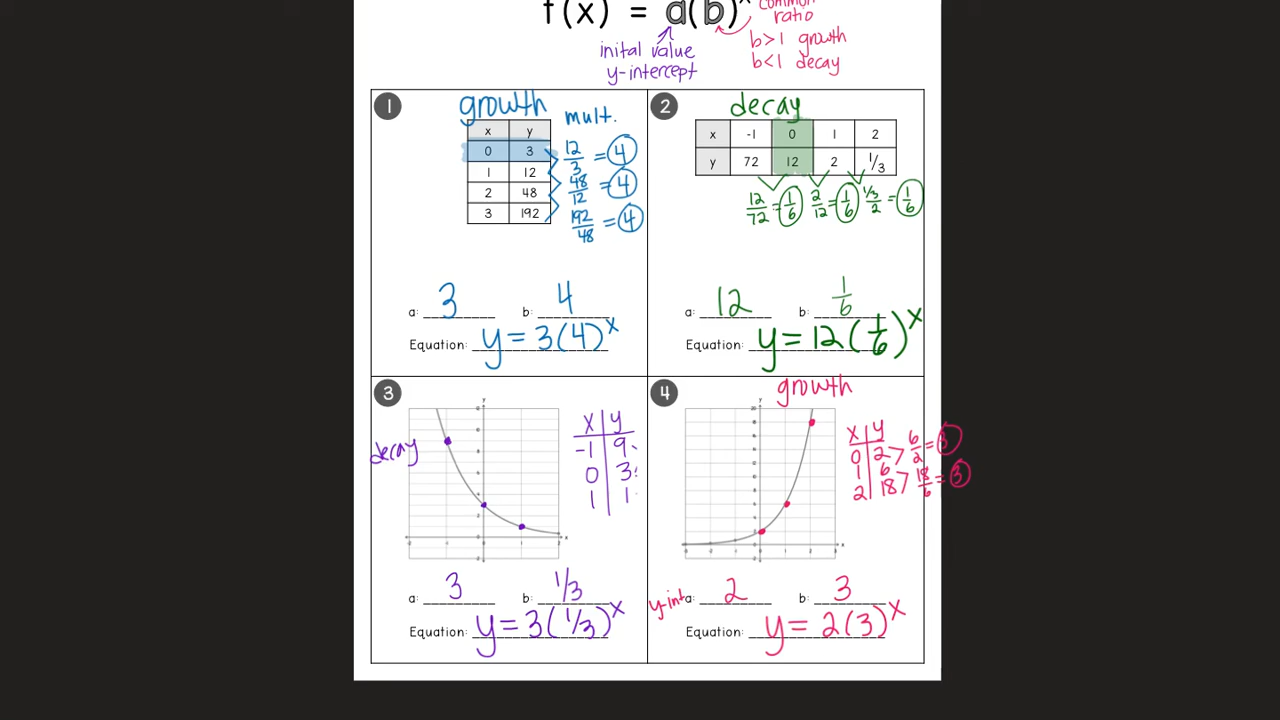 f(x) = a(b)^x
common
ratio
b>1 growth
b<1 decay
inital value
y-intercept
1
growth
mult.
x y
0 3
1 12
2 48
3 192
12/3 = 4
48/12 = 4
192/48 = 4
a: 3 b: 4
Equation: y = 3(4)^x
2
decay
x -1 0 1 2
y 72 12 2 1/3
12/72 = 1/6 2/12 = 1/6 1/3/2 = 1/6
a: 12 b: 1/6
Equation: y = 12(1/6)^x
3
decay
x y
-1 9
0 3
1 1
a: 3 b: 1/3
Equation: y = 3(1/3)^x
4
growth
x y
0 2
1 6
2 18
6/2 = 3
18/6 = 3
y-int a: 2 b: 3
Equation: y = 2(3)^x